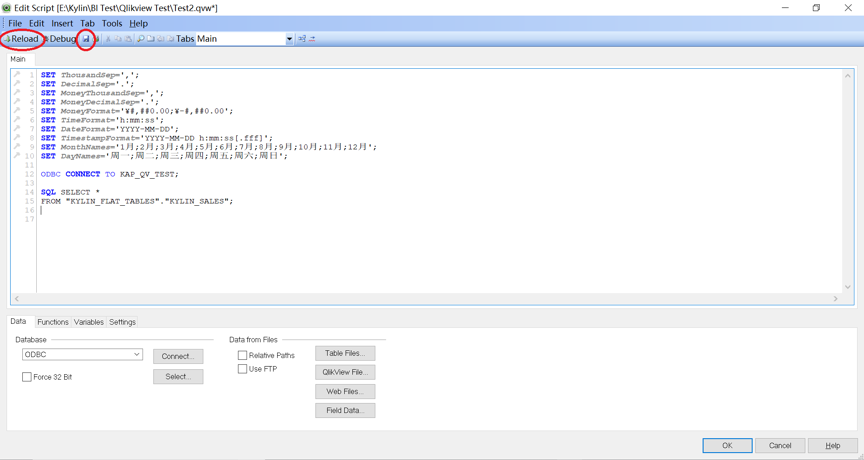 Edit Script [E:\Kylin\BI Test\Qlikview Test\Test2.qvw*]
File Edit Insert Tab Tools Help
Reload Debug Tabs Main
Main
1 SET ThousandSep=',';
2 SET DecimalSep='.';
3 SET MoneyThousandSep=',';
4 SET MoneyDecimalSep='.';
5 SET MoneyFormat='¥#,##0.00;¥-#,##0.00';
6 SET TimeFormat='h:mm:ss';
7 SET DateFormat='YYYY-MM-DD';
8 SET TimestampFormat='YYYY-MM-DD h:mm:ss[.fff]';
9 SET MonthNames='1月;2月;3月;4月;5月;6月;7月;8月;9月;10月;11月;12月';
10 SET DayNames='周一;周二;周三;周四;周五;周六;周日';
11
12 ODBC CONNECT TO KAP_QV_TEST;
13
14 SQL SELECT *
15 FROM "KYLIN_FLAT_TABLES"."KYLIN_SALES";
16
17
Data Functions Variables Settings
Database
ODBC
Connect...
Force 32 Bit
Select...
Data from Files
Relative Paths
Table Files...
Use FTP
QlikView File...
Web Files...
Field Data...
OK Cancel Help